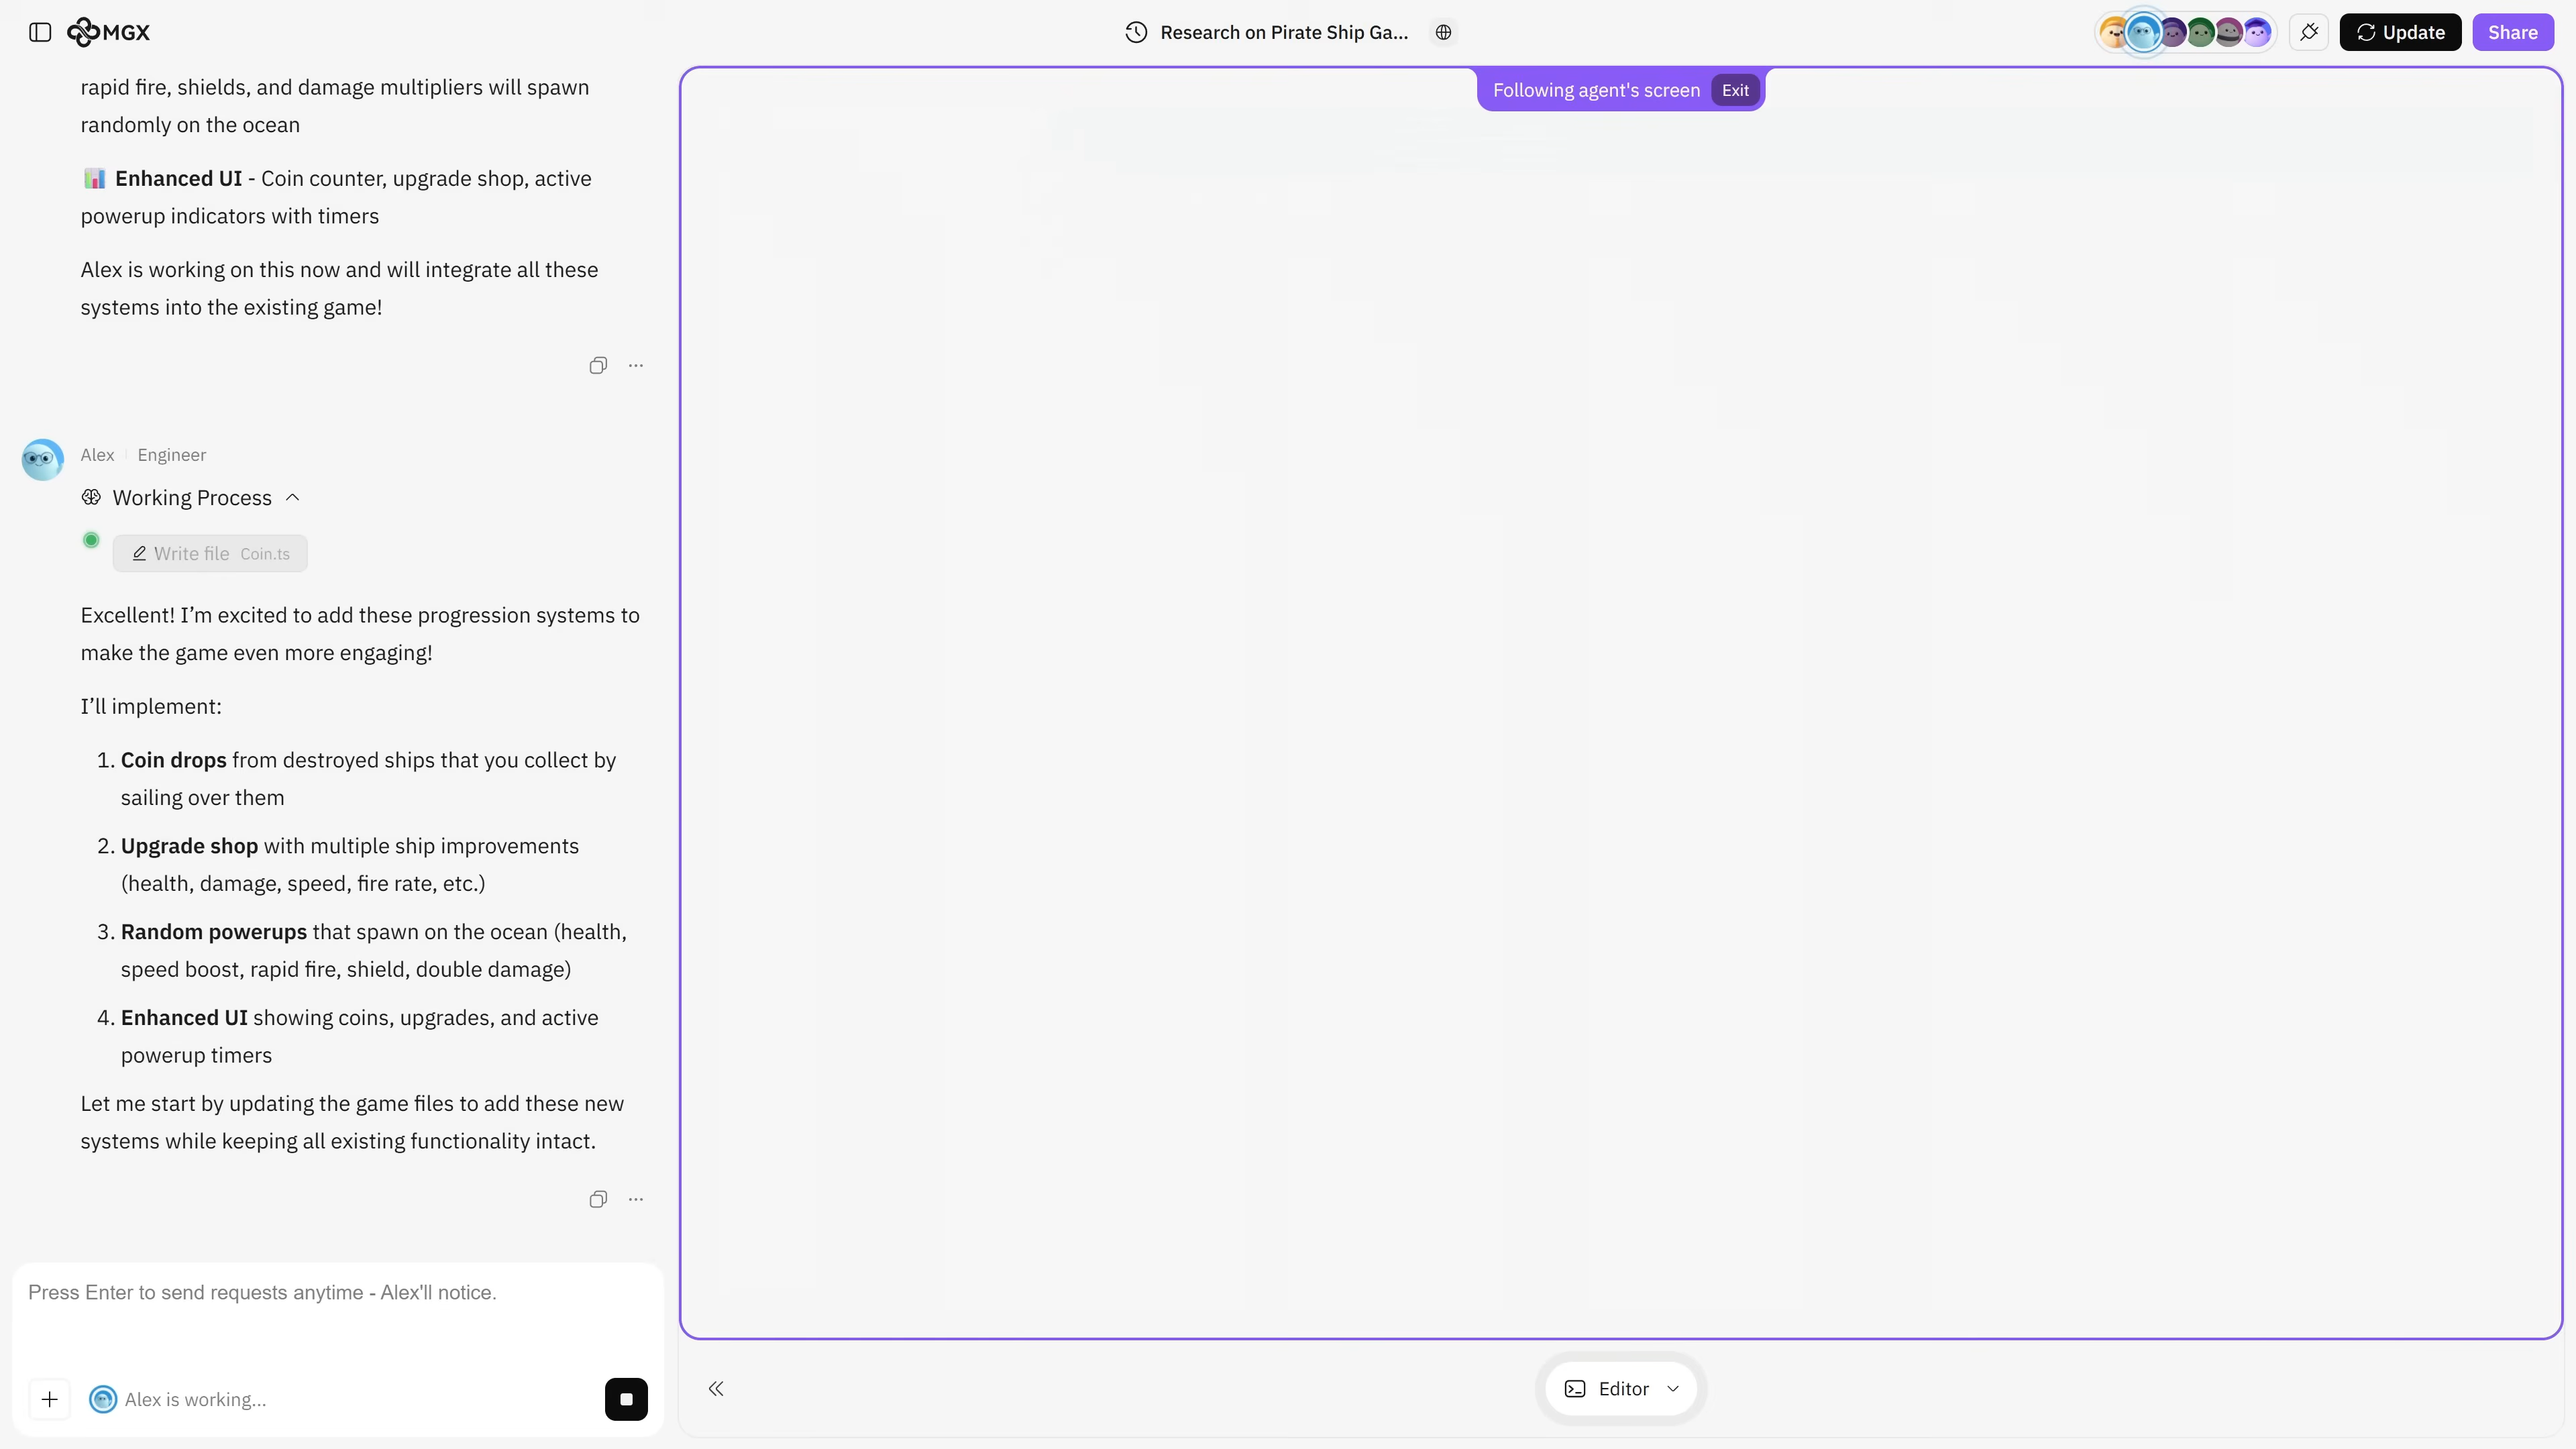 MGX
Research on Pirate Ship Ga...
Update
Share
rapid fire, shields, and damage multipliers will spawn
randomly on the ocean
Enhanced UI - Coin counter, upgrade shop, active
powerup indicators with timers
Alex is working on this now and will integrate all these
systems into the existing game!
Alex
Engineer
Working Process
Write file Coin.ts
Excellent! I’m excited to add these progression systems to
make the game even more engaging!
I’ll implement:
1. Coin drops from destroyed ships that you collect by
sailing over them
2. Upgrade shop with multiple ship improvements
(health, damage, speed, fire rate, etc.)
3. Random powerups that spawn on the ocean (health,
speed boost, rapid fire, shield, double damage)
4. Enhanced UI showing coins, upgrades, and active
powerup timers
Let me start by updating the game files to add these new
systems while keeping all existing functionality intact.
Press Enter to send requests anytime - Alex'll notice.
Alex is working...
Following agent's screen Exit
Editor